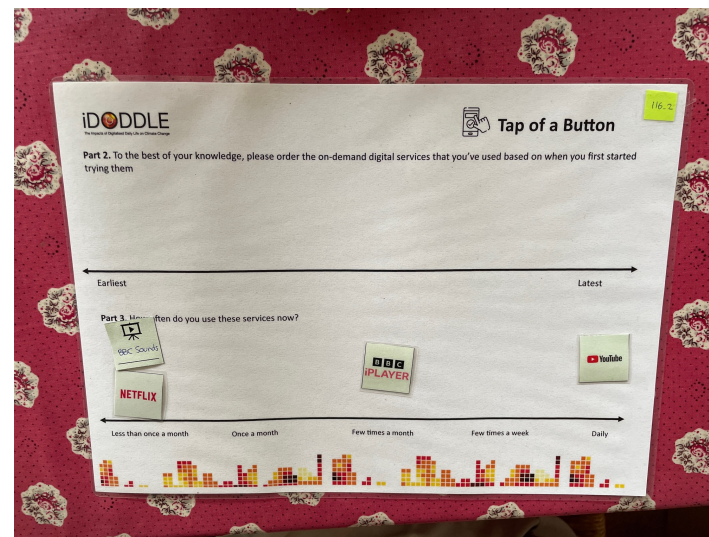 iDODDLE
The Impacts of Digitalised Daily Life on Climate Change
Tap of a Button
116.2
Part 2. To the best of your knowledge, please order the on-demand digital services that you've used based on when you first started
trying them
Earliest
Latest
Part 3. often do you use these services now?
BBC Sounds
NETFLIX
BBC
iPLAYER
YouTube
Less than once a month
Once a month
Few times a month
Few times a week
Daily